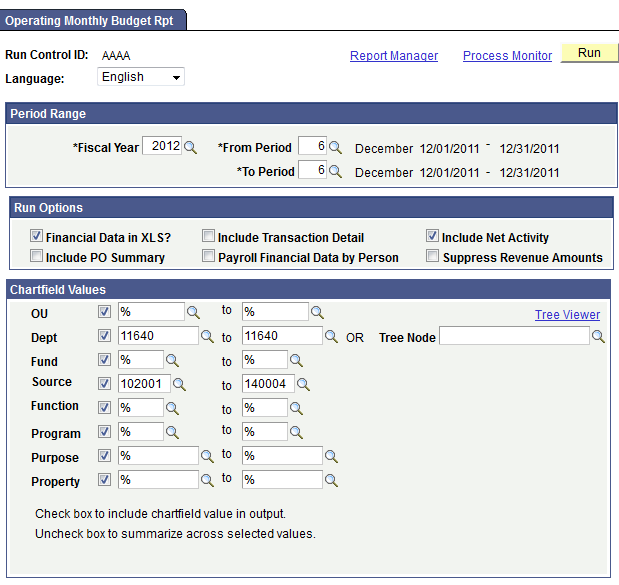 Operating Monthly Budget Rpt
Run Control ID: AAAA Report Manager Process Monitor Run
Language: English
Period Range
*Fiscal Year 2012 *From Period 6 December 12/01/2011 - 12/31/2011
*To Period 6 December 12/01/2011 - 12/31/2011
Run Options
Financial Data in XLS? Include Transaction Detail Include Net Activity
Include PO Summary Payroll Financial Data by Person Suppress Revenue Amounts
Chartfield Values
OU % to % Tree Viewer
Dept 11640 to 11640 OR Tree Node
Fund % to %
Source 102001 to 140004
Function % to %
Program % to %
Purpose % to %
Property % to %
Check box to include chartfield value in output.
Uncheck box to summarize across selected values.